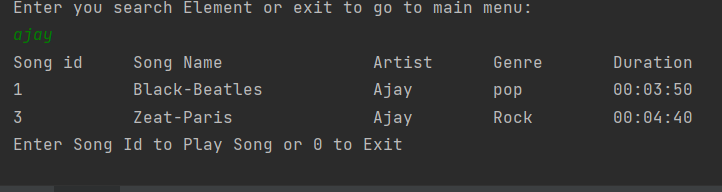 Enter you search Element or exit to go to main menu:
ajay
Song id Song Name Artist Genre Duration
1 Black-Beatles Ajay pop 00:03:50
3 Zeat-Paris Ajay Rock 00:04:40
Enter Song Id to Play Song or 0 to Exit